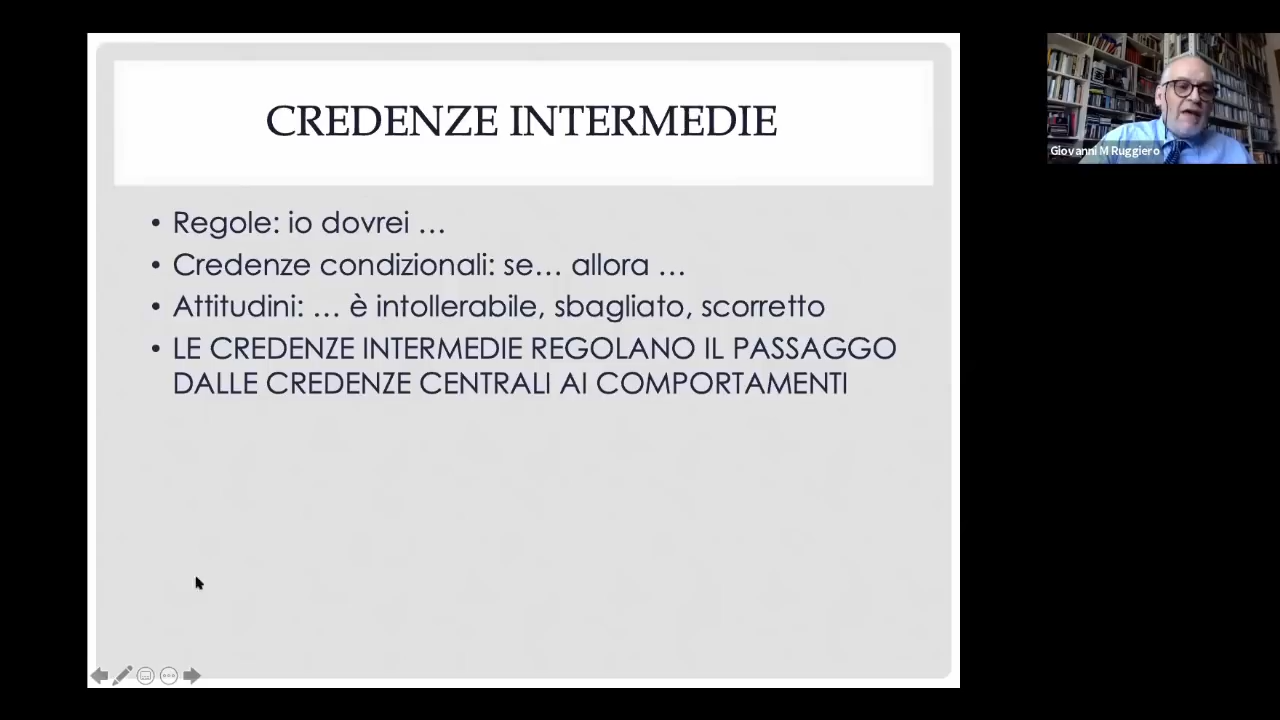 CREDENZE INTERMEDIE
• Regole: io dovrei …
• Credenze condizionali: se… allora …
• Attitudini: … è intollerabile, sbagliato, scorretto
• LE CREDENZE INTERMEDIE REGOLANO IL PASSAGGO
DALLE CREDENZE CENTRALI AI COMPORTAMENTI
Giovanni M Ruggiero